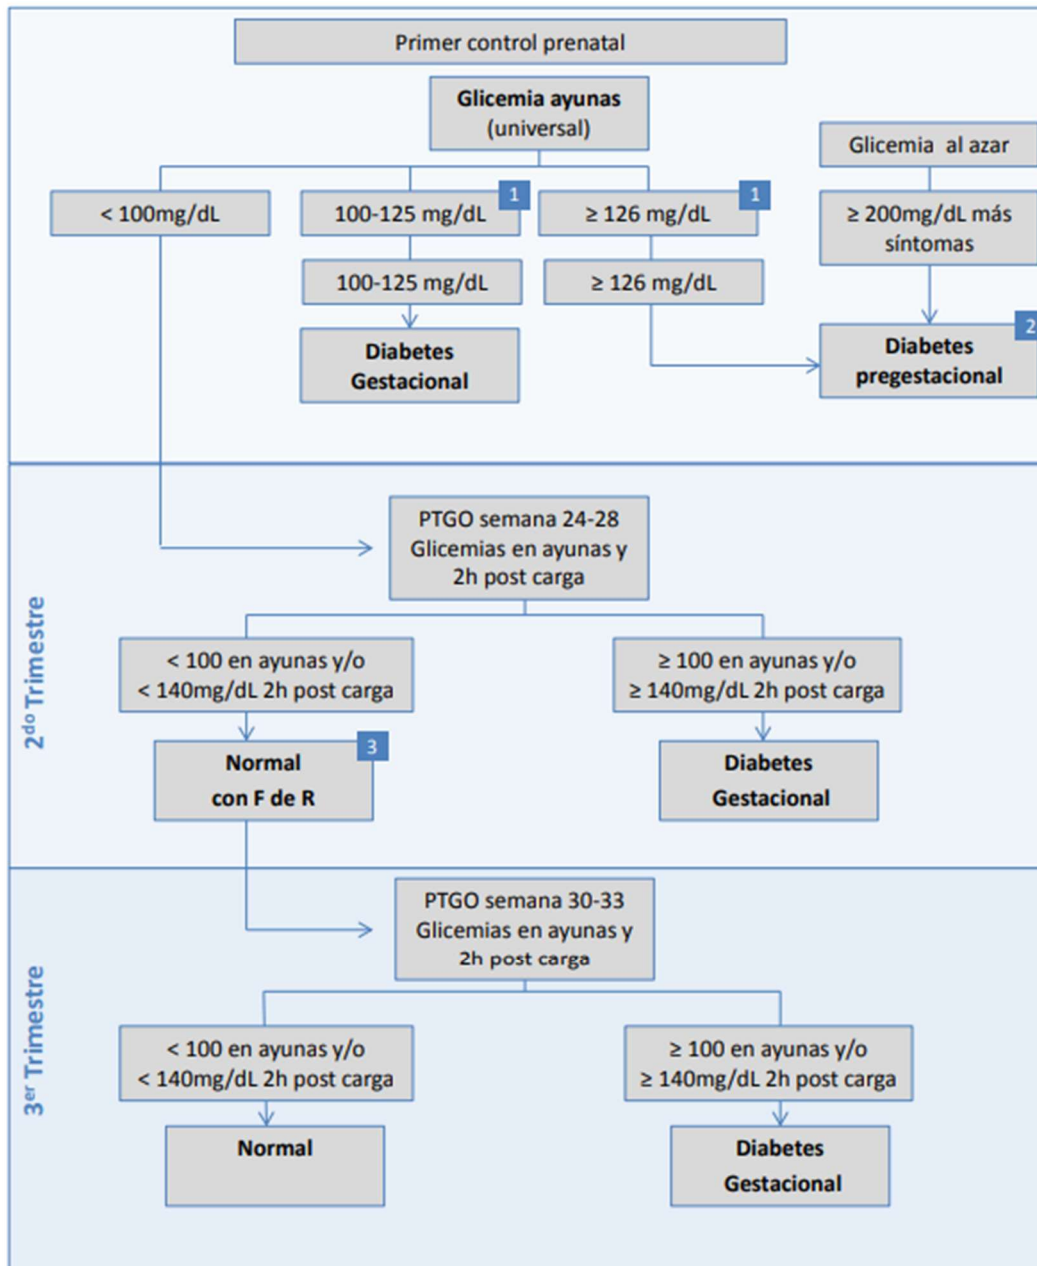 Primer control prenatal
Glicemia ayunas
(universal)
Glicemia al azar
< 100mg/dL
100-125 mg/dL
1
≥ 126 mg/dL
1
≥ 200mg/dL más
síntomas
100-125 mg/dL
≥ 126 mg/dL
Diabetes
Gestacional
Diabetes
pregestacional
2
2do Trimestre
PTGO semana 24-28
Glicemias en ayunas y
2h post carga
< 100 en ayunas y/o
< 140mg/dL 2h post carga
≥ 100 en ayunas y/o
≥ 140mg/dL 2h post carga
Normal
con F de R
3
Diabetes
Gestacional
3er Trimestre
PTGO semana 30-33
Glicemias en ayunas y
2h post carga
< 100 en ayunas y/o
< 140mg/dL 2h post carga
≥ 100 en ayunas y/o
≥ 140mg/dL 2h post carga
Normal
Diabetes
Gestacional